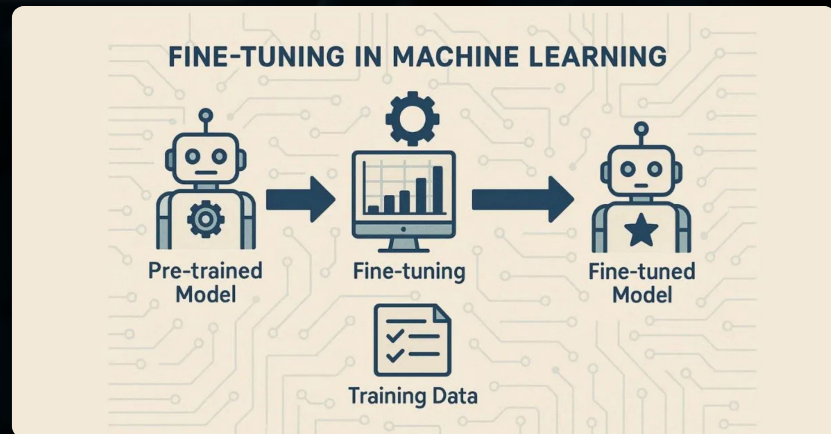 FINE-TUNING IN MACHINE LEARNING
Pre-trained
Model
Fine-tuning
Fine-tuned
Model
Training Data